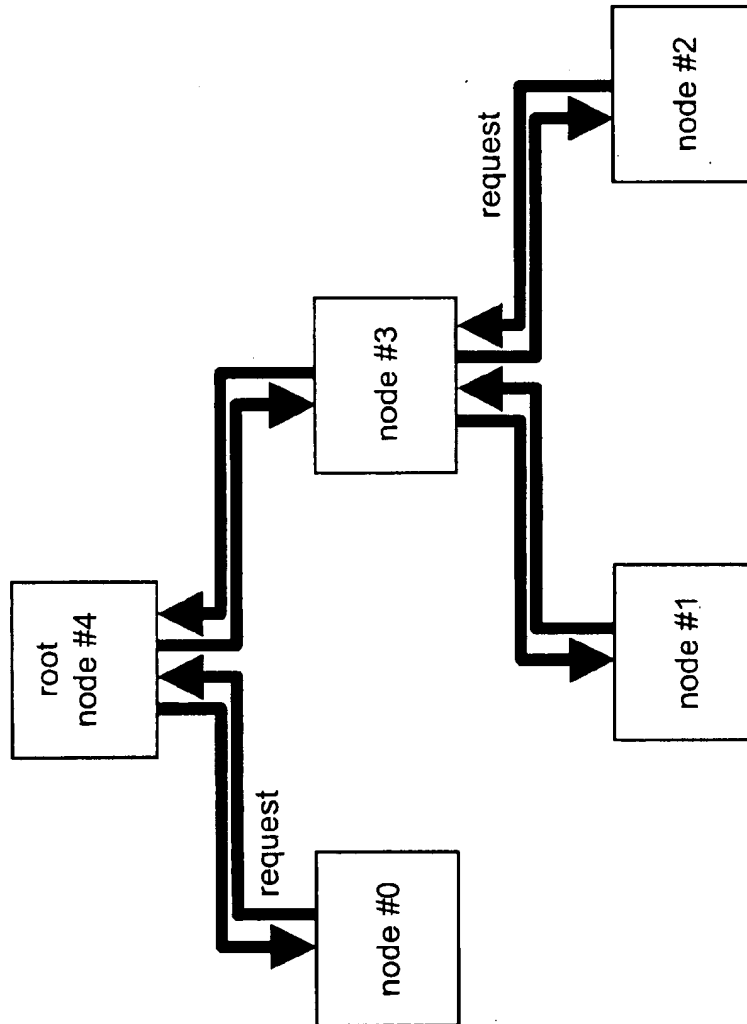 root
node #4
request
node #0
node #3
request
node #1
node #2